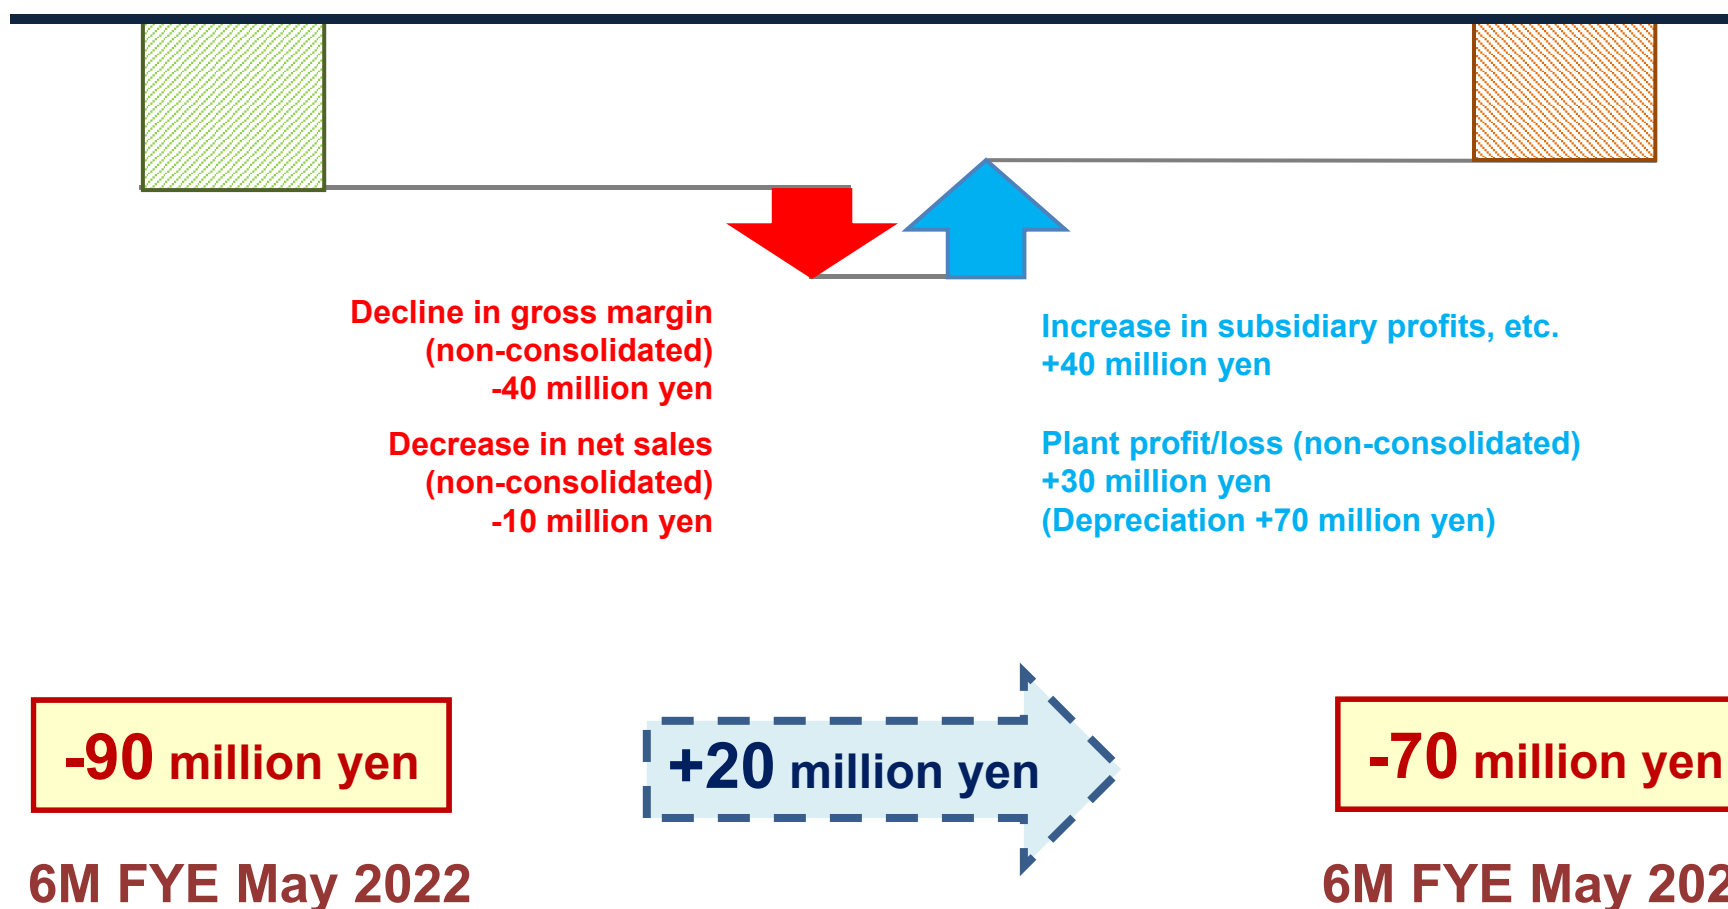 Decline in gross margin
(non-consolidated)
-40 million yen
Decrease in net sales
(non-consolidated)
-10 million yen
Increase in subsidiary profits, etc.
+40 million yen
Plant profit/loss (non-consolidated)
+30 million yen
(Depreciation +70 million yen)
-90 million yen
+20 million yen
-70 million yen
6M FYE May 2022
6M FYE May